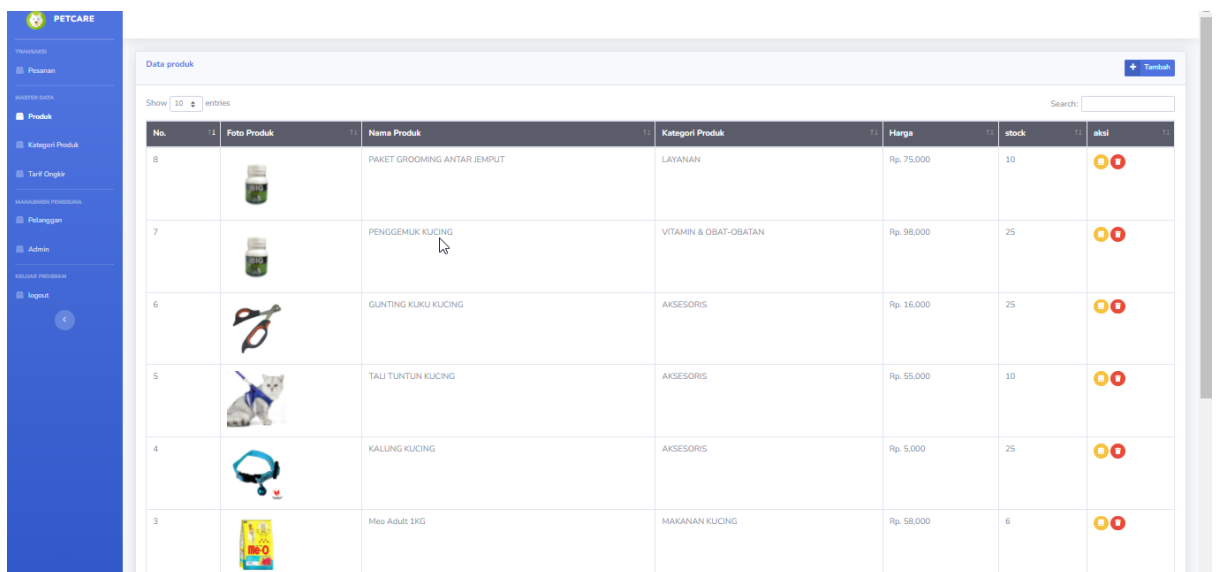 PETCARE
TRANSAKSI
Pesanan
MASTER DATA
Produk
Kategori Produk
Tarif Ongkir
MANAJEMEN PENGGUNA
Pelanggan
Admin
KELUAR PROGRAM
logout
Data produk
Tambah
Show 10 entries
Search:
No. Foto Produk Nama Produk Kategori Produk Harga stock aksi
8 PAKET GROOMING ANTAR JEMPUT LAYANAN Rp. 75,000 10
BIG
7 PENGGEMUK KUCING VITAMIN & OBAT-OBATAN Rp. 98,000 25
BIG
6 GUNTING KUKU KUCING AKSESORIS Rp. 16,000 25
5 TALI TUNTUN KUCING AKSESORIS Rp. 55,000 10
4 KALUNG KUCING AKSESORIS Rp. 5,000 25
3 Meo Adult 1KG MAKANAN KUCING Rp. 58,000 6
me-O